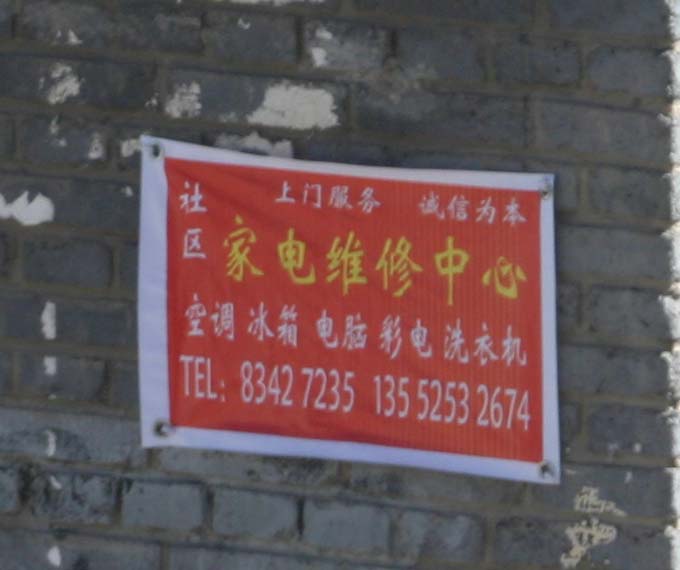 社区
上门服务 诚信为本
家电维修中心
空调 冰箱 电脑 彩电 洗衣机
TEL: 8342 7235 135 5253 2674